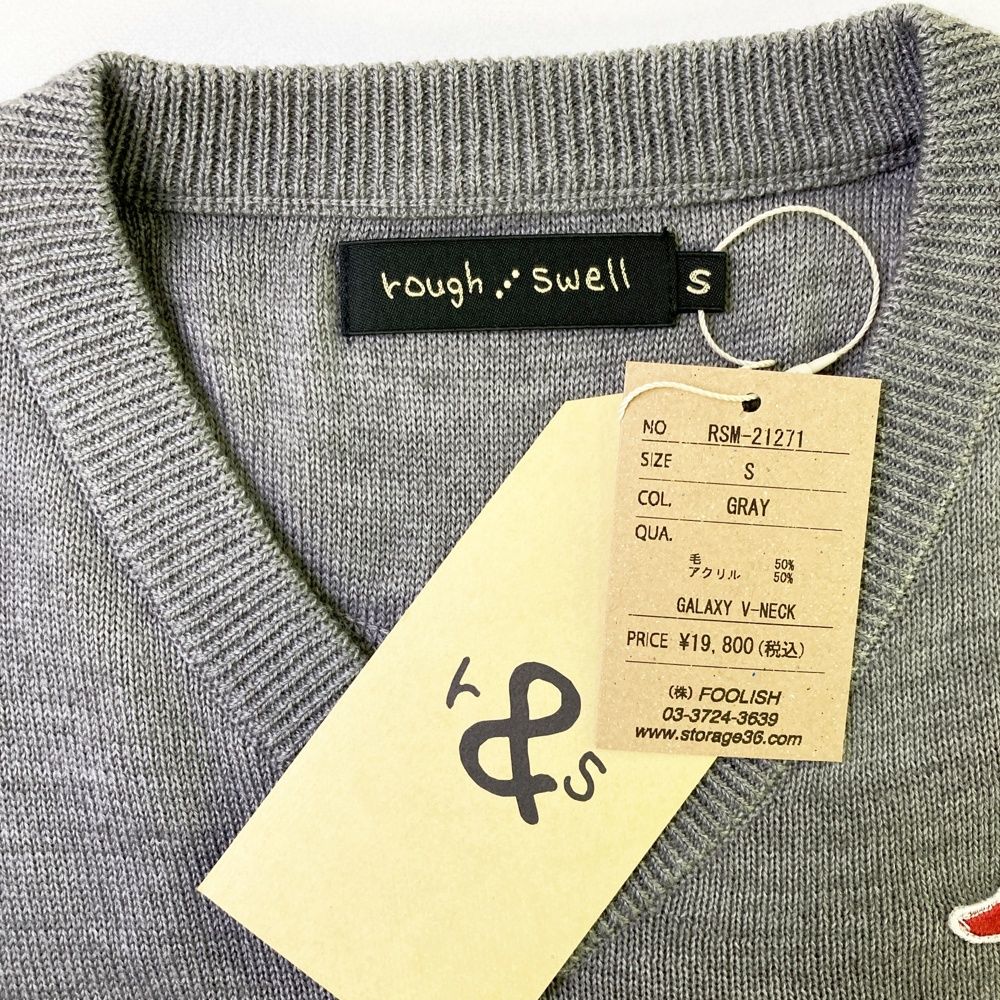 rough swell
S
NO RSM-21271
SIZE S
COL. GRAY
QUA.
毛 50%
アクリル 50%
GALAXY V-NECK
PRICE ¥19,800(税込)
(株) FOOLISH
03-3724-3639
www.storage36.com
r & s